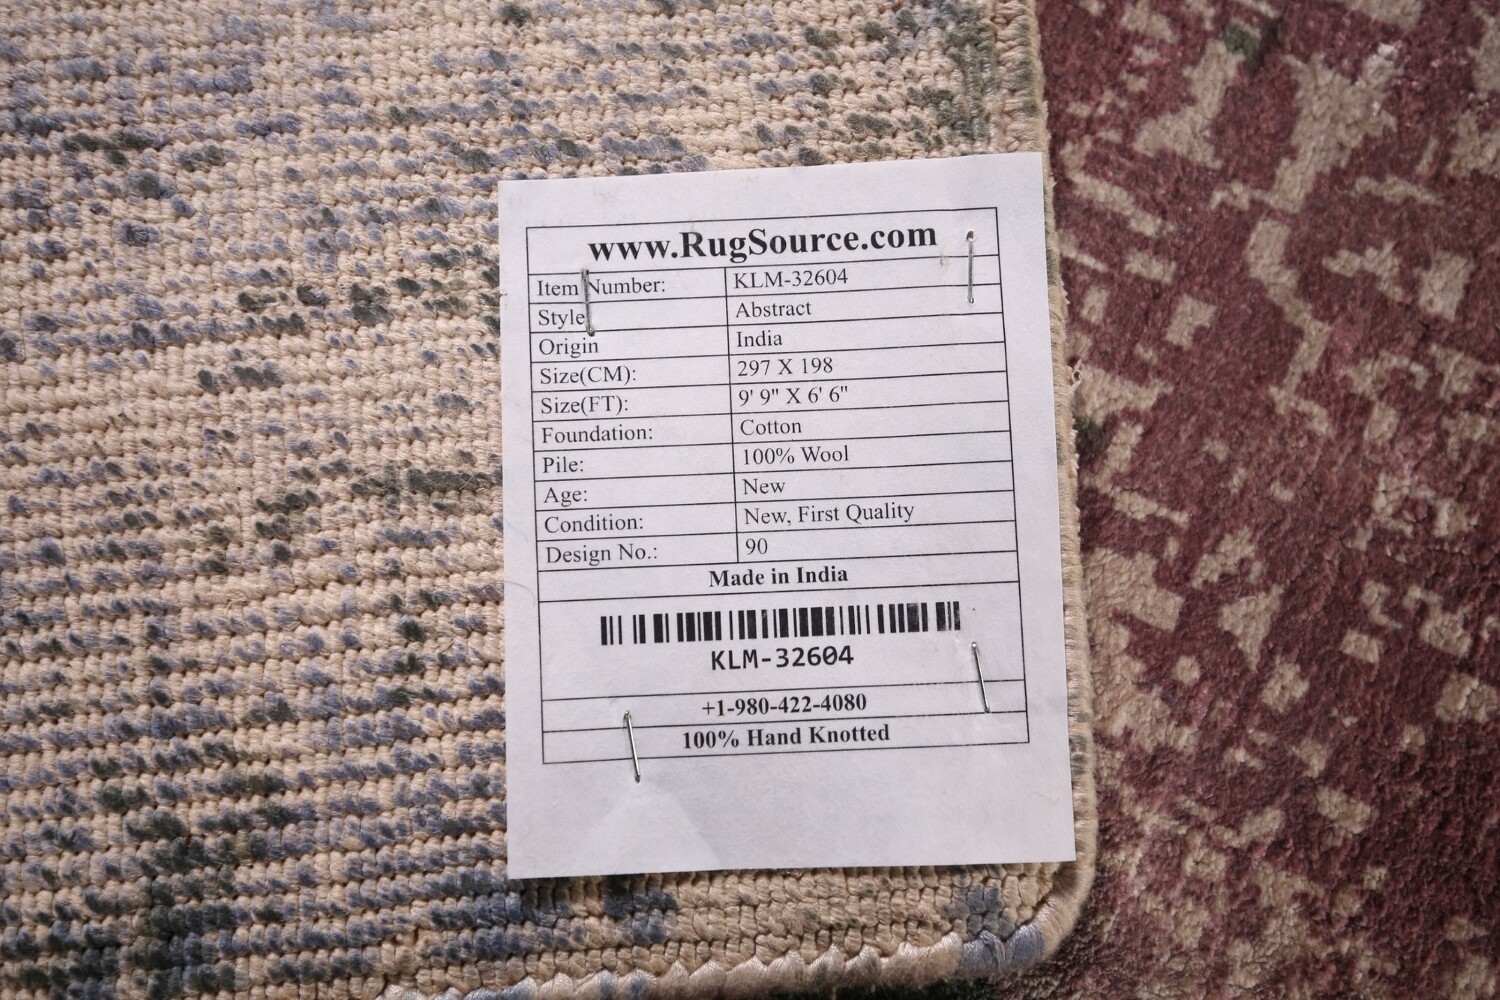 www.RugSource.com
Item Number: KLM-32604
Style Abstract
Origin India
Size(CM): 297 X 198
Size(FT): 9' 9" X 6' 6"
Foundation: Cotton
Pile: 100% Wool
Age: New
Condition: New, First Quality
Design No.: 90
Made in India
KLM-32604
+1-980-422-4080
100% Hand Knotted